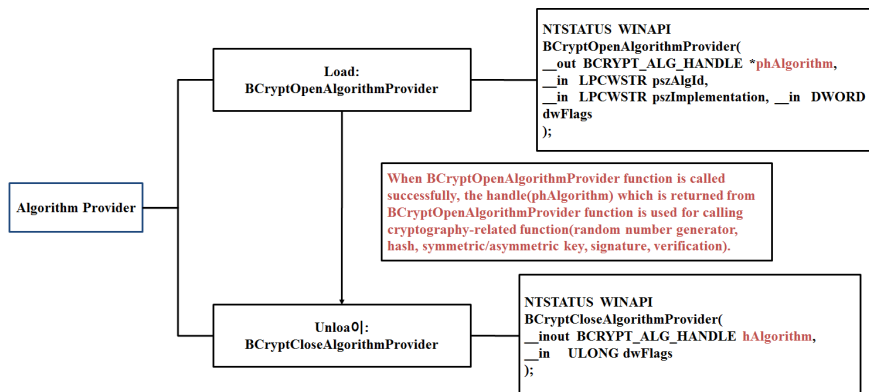 Algorithm Provider
Load:
BCryptOpenAlgorithmProvider
NTSTATUS WINAPI
BCryptOpenAlgorithmProvider(
__out BCRYPT_ALG_HANDLE *phAlgorithm,
__in LPCWSTR pszAlgId,
__in LPCWSTR pszImplementation, __in DWORD
dwFlags
);
When BCryptOpenAlgorithmProvider function is called
successfully, the handle(phAlgorithm) which is returned from
BCryptOpenAlgorithmProvider function is used for calling
cryptography-related function(random number generator,
hash, symmetric/asymmetric key, signature, verification).
Unloa이|:
BCryptCloseAlgorithmProvider
NTSTATUS WINAPI
BCryptCloseAlgorithmProvider(
__inout BCRYPT_ALG_HANDLE hAlgorithm,
__in ULONG dwFlags
);